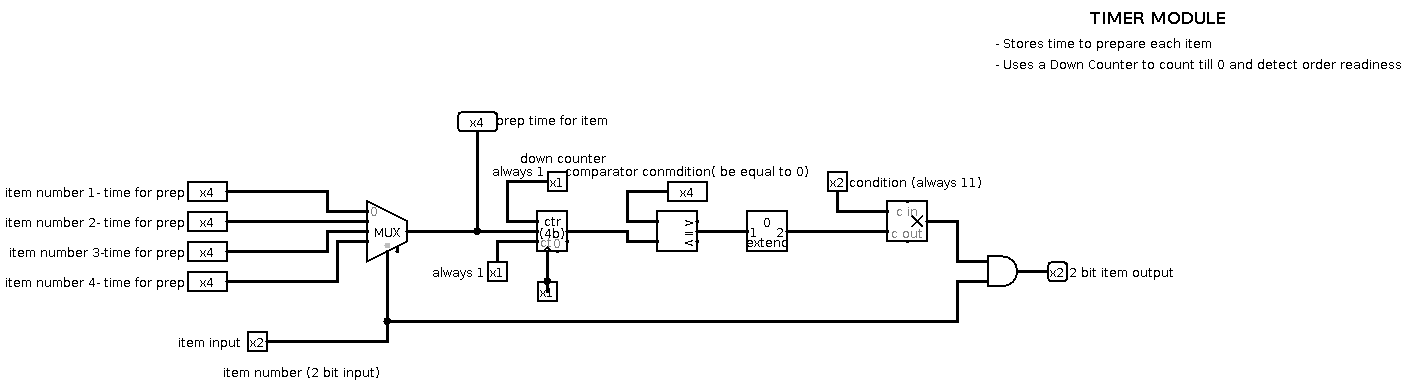 TIMER MODULE
- Stores time to prepare each item
- Uses a Down Counter to count till 0 and detect order readiness
x4 prep time for item
down counter
always 1 x1 comparator conmdition( be equal to 0)
x2 condition (always 11)
item number 1- time for prep x4
x4
item number 2- time for prep x4
item number 3-time for prep x4
item number 4- time for prep x4
0
MUX
ctr
(4b)
ct0
always 1 x1
x1
>
=
<
0
1 2
extend
c in
c out
x2 2 bit item output
item input x2
item number (2 bit input)